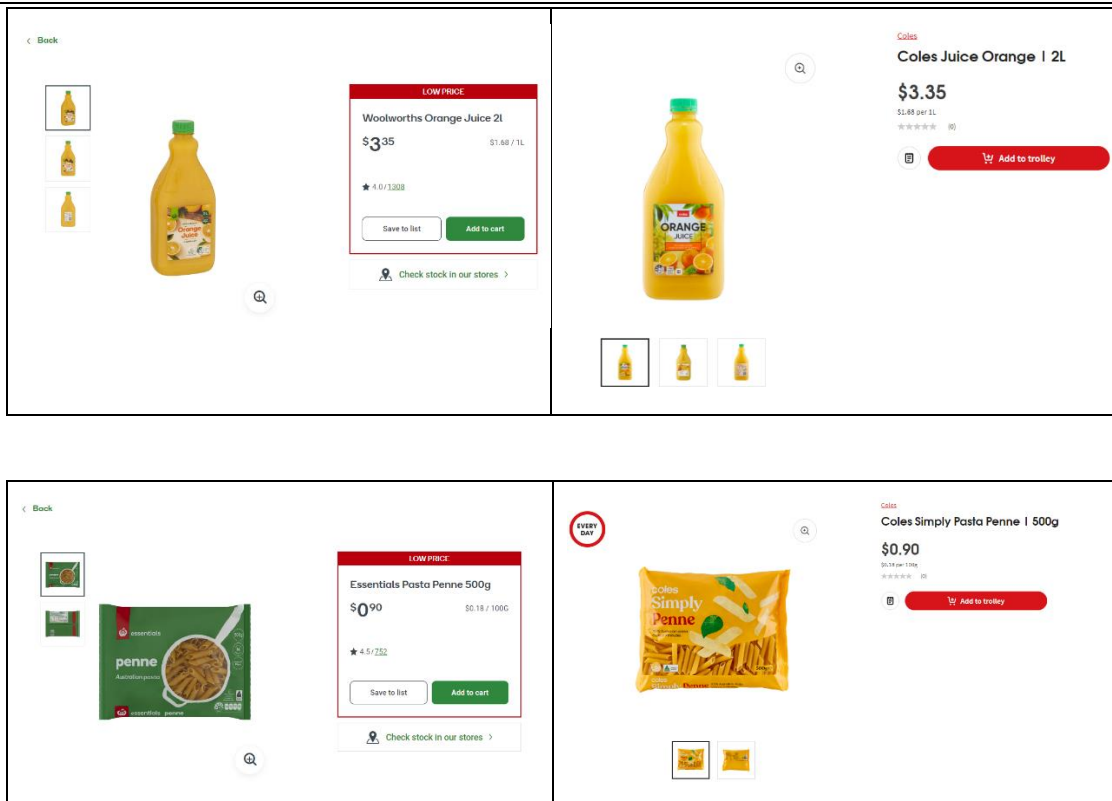 Back
LOW PRICE
Woolworths Orange Juice 2l
$3.35 $1.68 / 1L
4.0/1308
Save to list Add to cart
Check stock in our stores
Orange
Juice
Coles
Coles Juice Orange | 2L
$3.35
$1.68 per 1L
(0)
Add to trolley
ORANGE
JUICE
Back
LOW PRICE
Essentials Pasta Penne 500g
$0.90 $0.18 / 100G
4.5/752
Save to list Add to cart
Check stock in our stores
essentials
penne
essentials penne
EVERY
DAY
Coles
Coles Simply Pasta Penne | 500g
$0.90
(0)
Add to trolley
coles
Simply
Penne